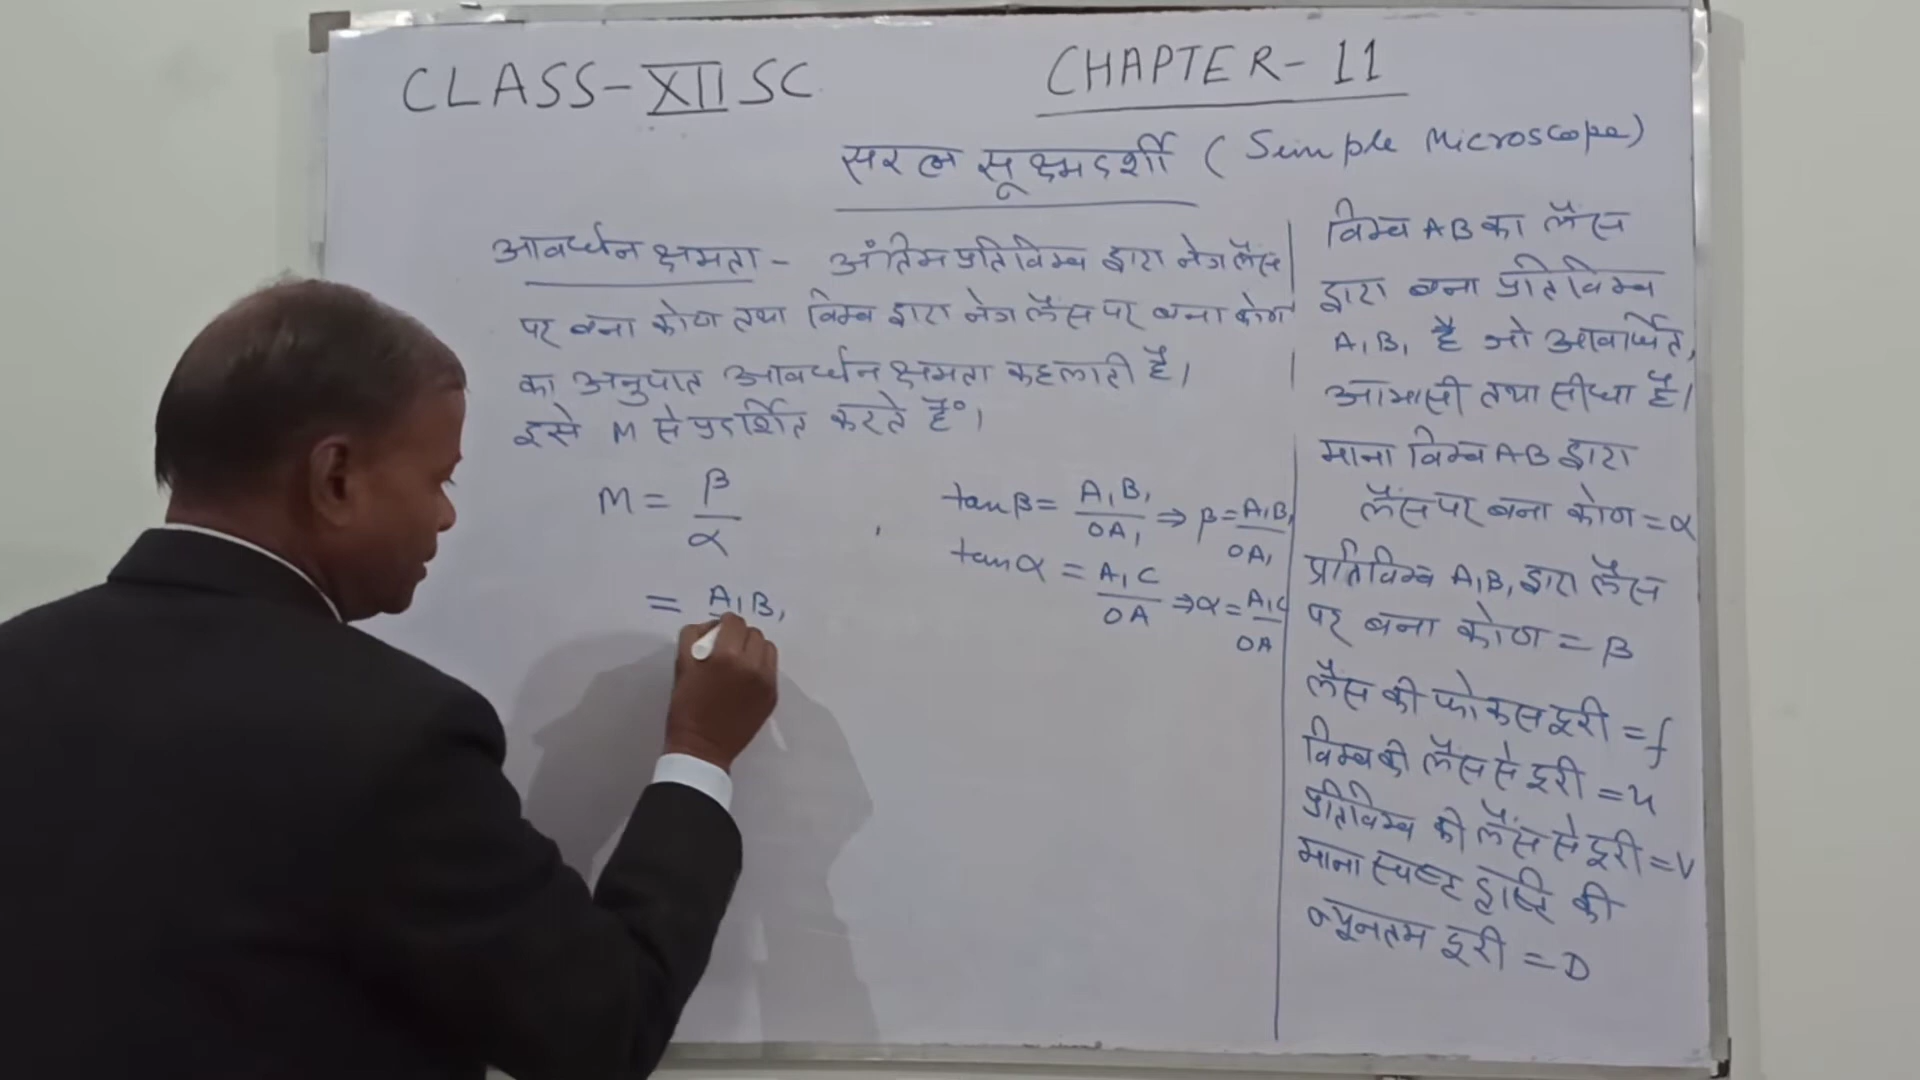 CLASS-XII SC
CHAPTER-11
सरल सूक्ष्मदर्शी (Simple Microscope)
आवर्धन क्षमता - अंतिम प्रतिविम्ब द्वारा नेत्र लैंस
पर बना कोण तथा विम्ब द्वारा नेत्र लैंस पर बना कोण
का अनुपात आवर्धन क्षमता कहलाती है।
इसे M से प्रदर्शित करते हैं।
M = β/α
= A₁B₁
tanβ = A₁B₁/OA₁ ⇒ β = A₁B₁/OA₁
tanα = A₁C/OA ⇒ α = A₁C/OA
विम्ब AB का लैंस
द्वारा बना प्रतिविम्ब
A₁B₁ है जो आवर्धित,
आभासी तथा सीधा है।
माना विम्ब AB द्वारा
लैंस पर बना कोण = α
प्रतिविम्ब A₁B₁ द्वारा लैंस
पर बना कोण = β
लैंस की फोकस दूरी = f
विम्ब की लैंस से दूरी = u
प्रतिविम्ब की लैंस से दूरी = V
माना स्पष्ट दृष्टि की
न्यूनतम दूरी = D